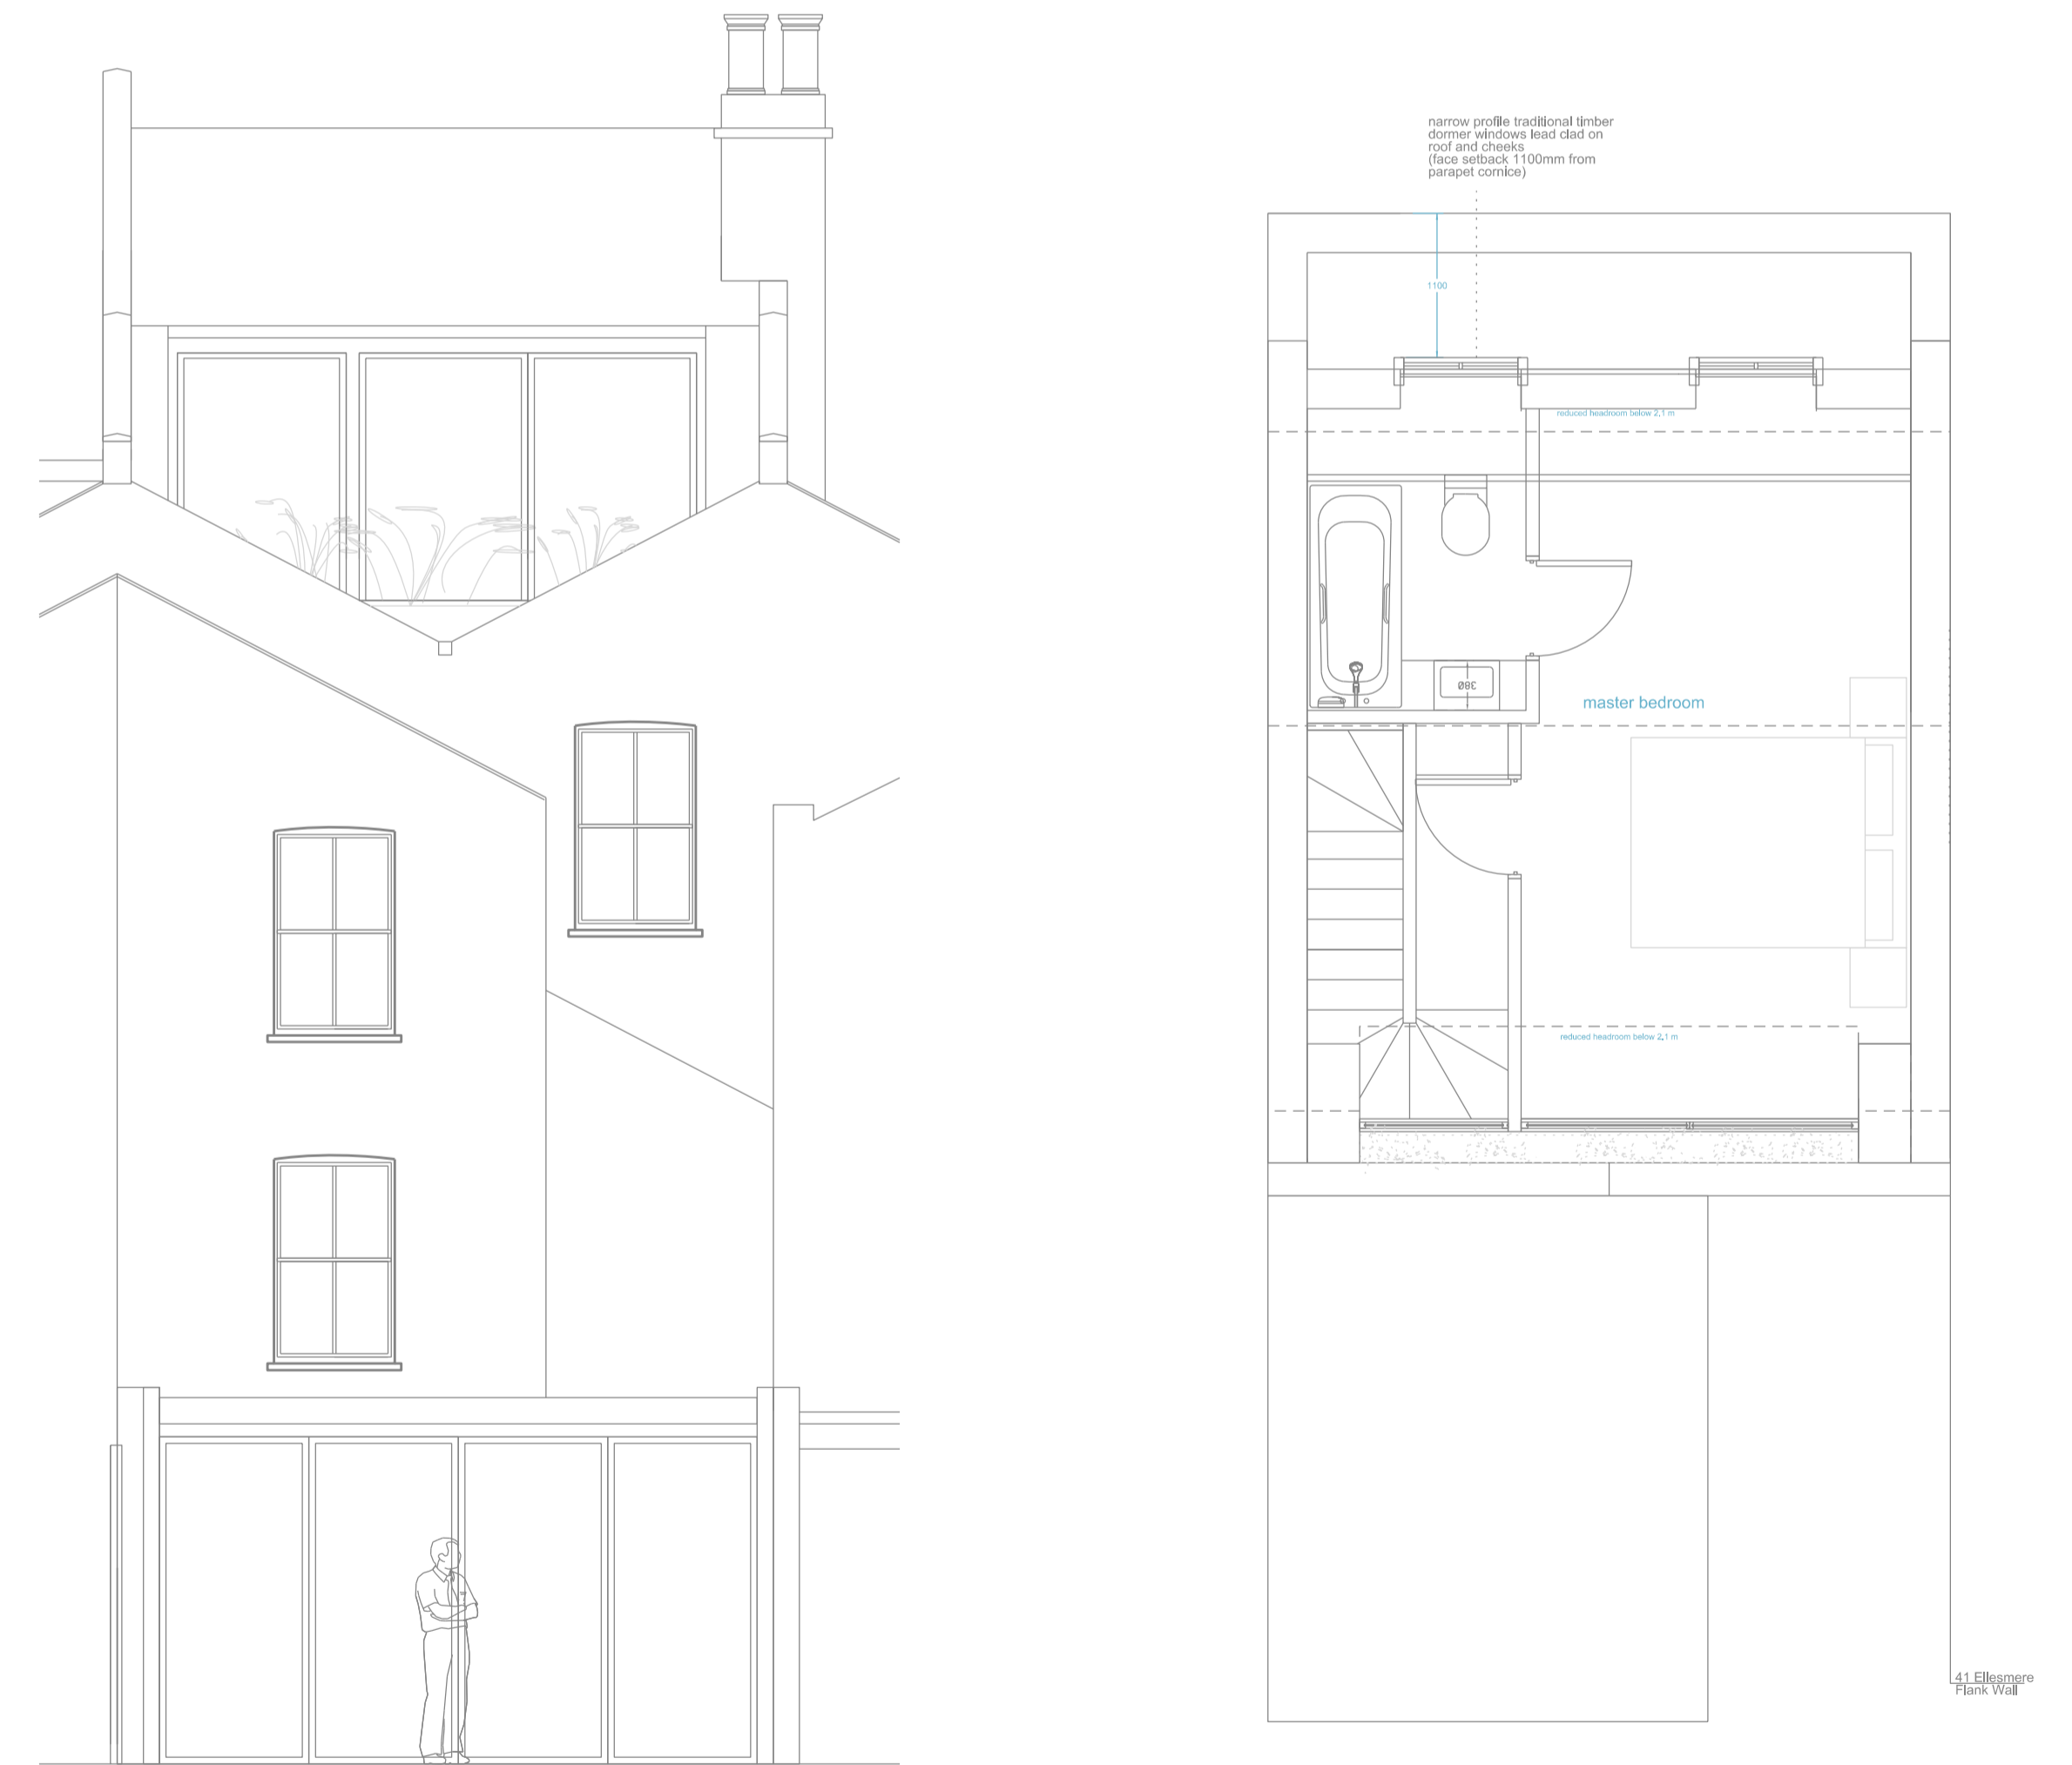 narrow profile traditional timber
dormer windows lead clad on
roof and cheeks
(face setback 1100mm from
parapet cornice)
1100
reduced headroom below 2,1 m
380
master bedroom
reduced headroom below 2,1 m
41 Ellesmere
Flank Wall